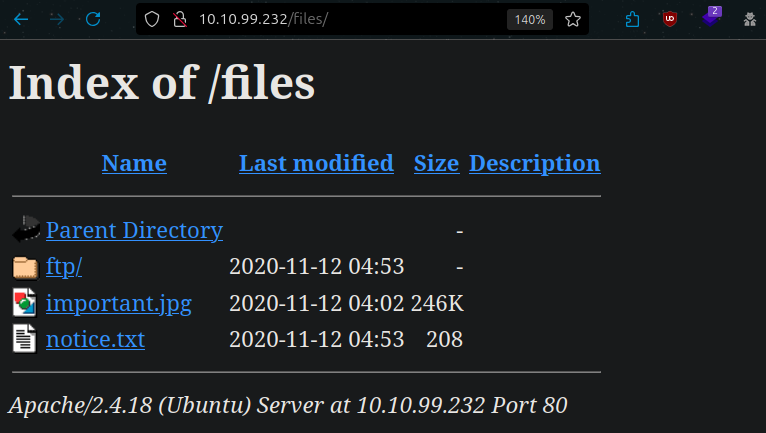 10.10.99.232/files/ 140% 2
Index of /files
Name Last modified Size Description
Parent Directory -
ftp/ 2020-11-12 04:53 -
important.jpg 2020-11-12 04:02 246K
notice.txt 2020-11-12 04:53 208
Apache/2.4.18 (Ubuntu) Server at 10.10.99.232 Port 80